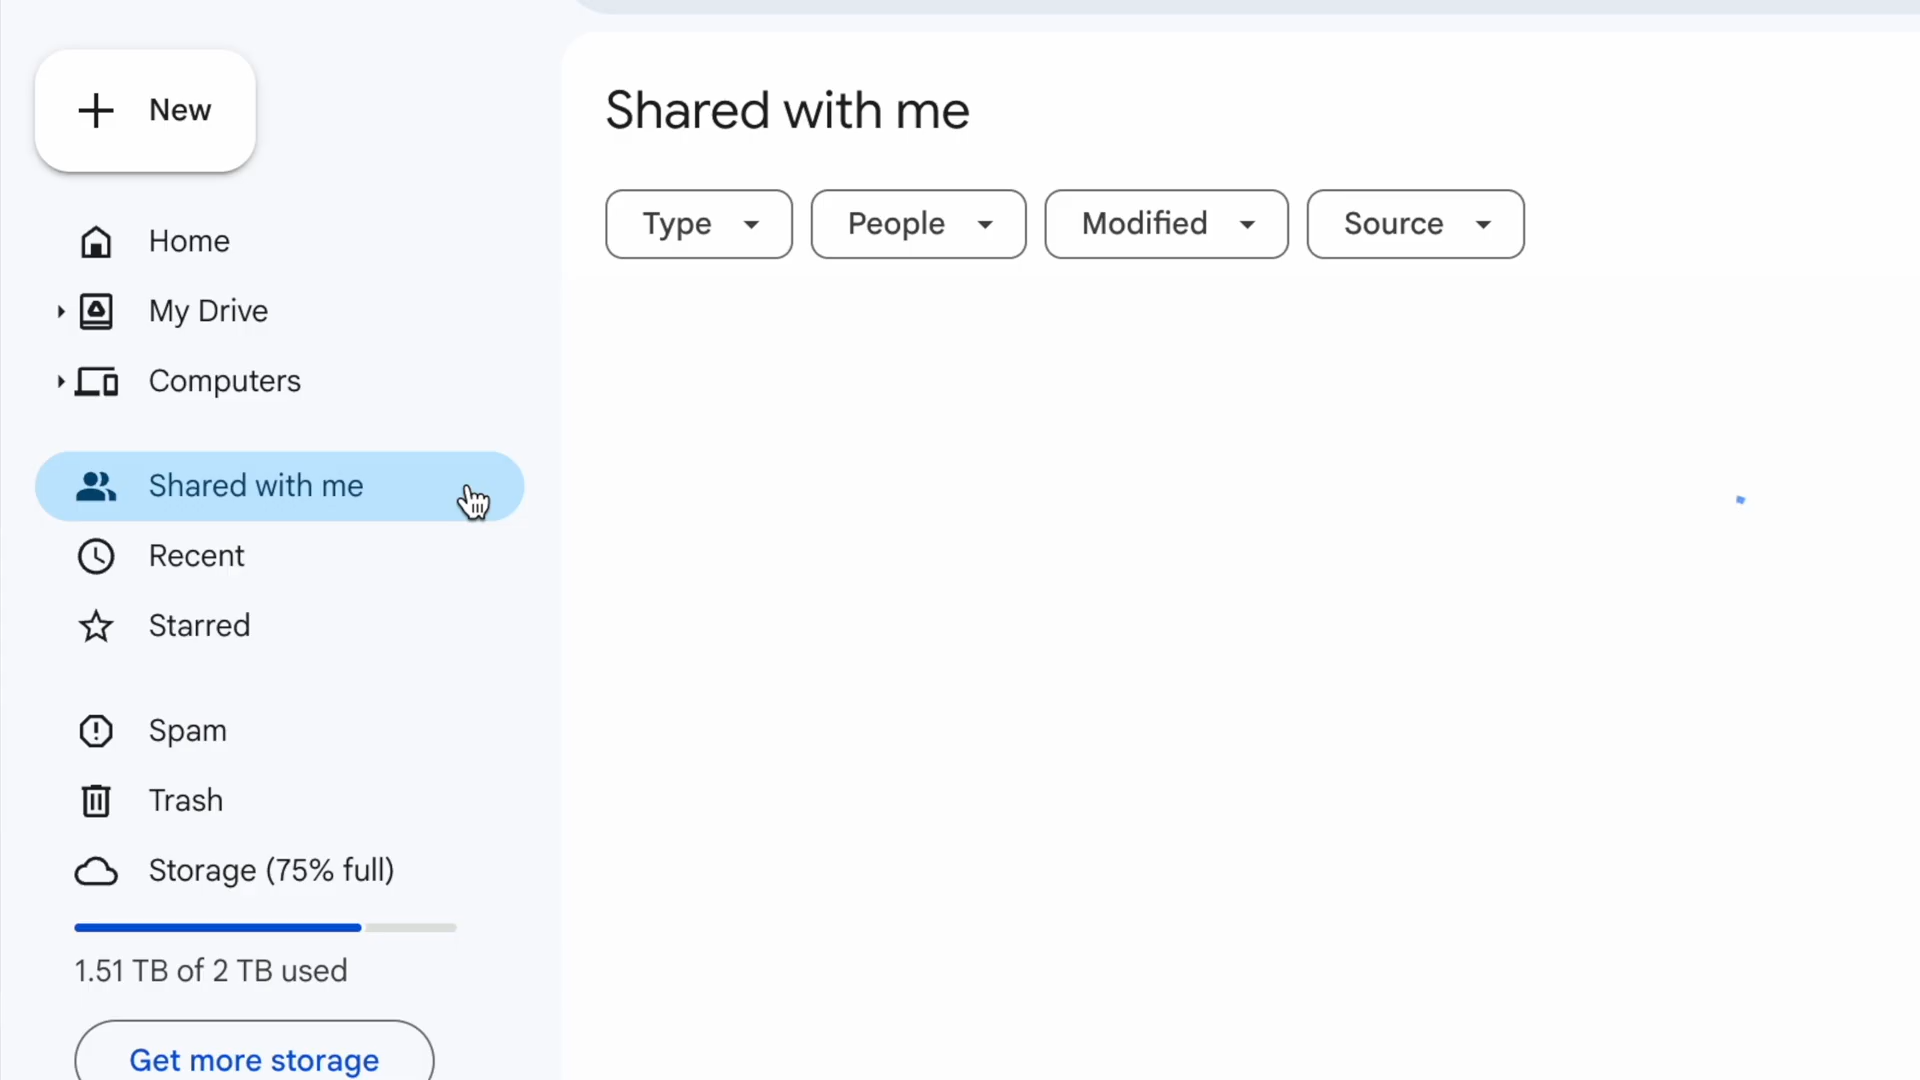 New
Home
My Drive
Computers
Shared with me
Recent
Starred
Spam
Trash
Storage (75% full)
1.51 TB of 2 TB used
Get more storage
Shared with me
Type
People
Modified
Source